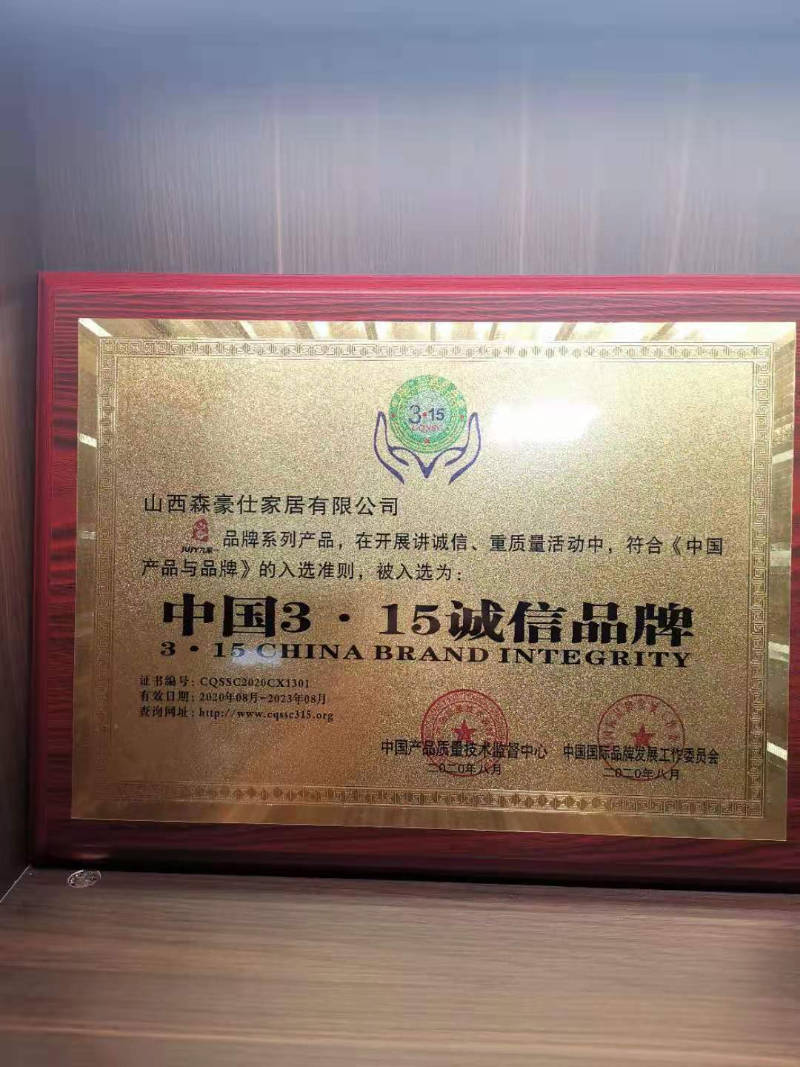 3·15
CQSSC
山西森豪仕家居有限公司
品牌系列产品，在开展讲诚信、重质量活动中，符合《中国
产品与品牌》的入选准则，被入选为：
中国3·15诚信品牌
3·15 CHINA BRAND INTEGRITY
证书编号：CQSSC2020CX1301
有效日期：2020年08月-2023年08月
查询网址：http://www.cqssc315.org
中国产品质量技术监督中心 中国国际品牌发展工作委员会
二〇二〇年八月 二〇二〇年八月